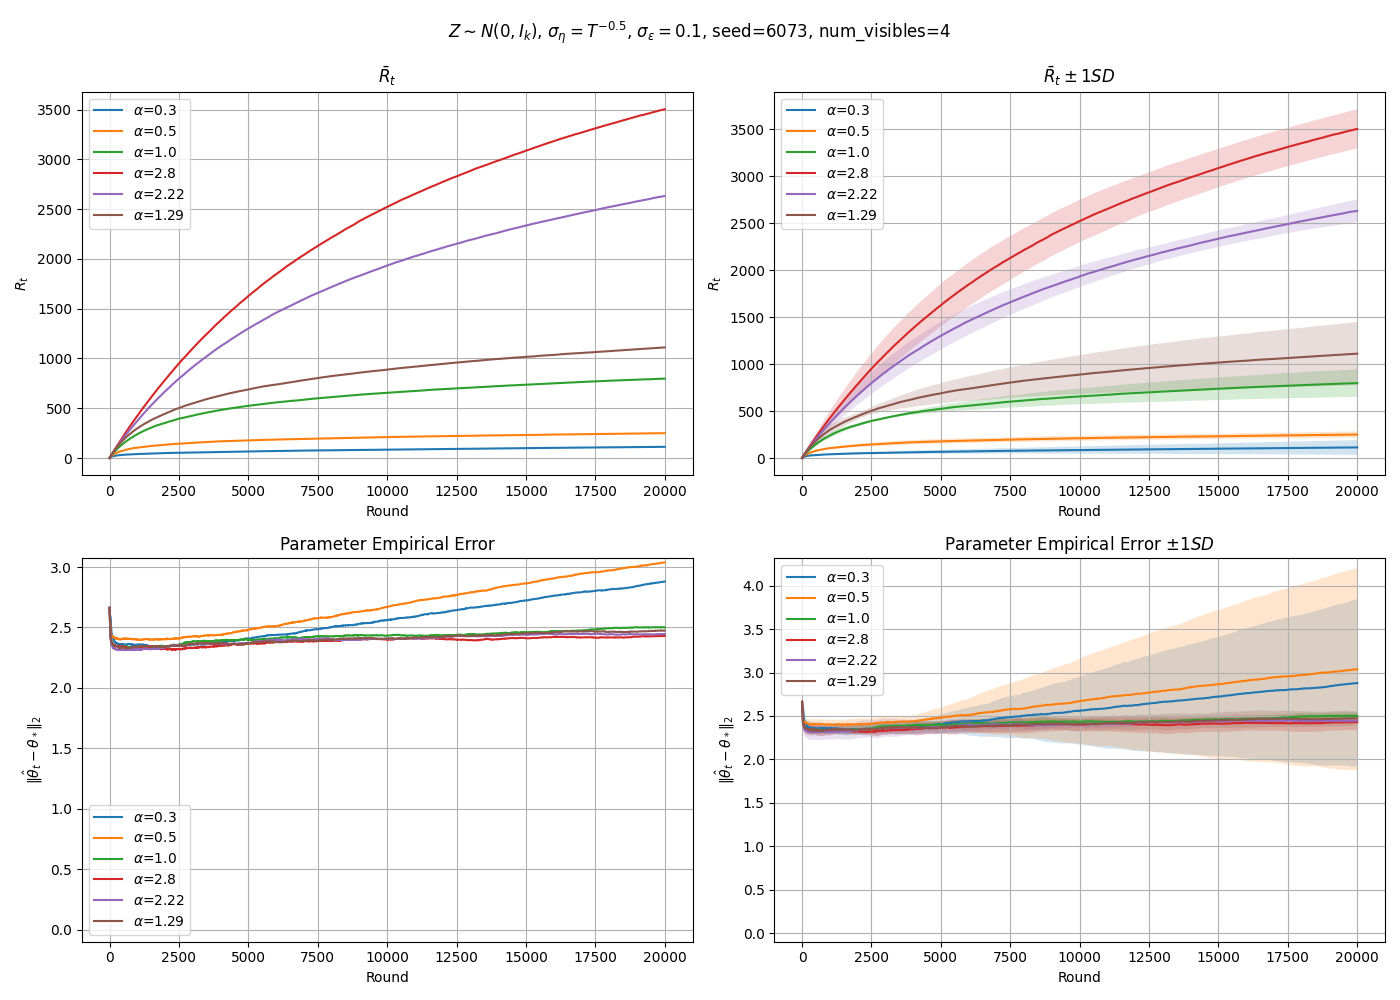 Z ∼ N(0, I_k), σ_η = T^{−0.5}, σ_ε = 0.1, seed=6073, num_visibles=4
R̄_t
R_t
3500
3000
2500
2000
1500
1000
500
0
α=0.3
α=0.5
α=1.0
α=2.8
α=2.22
α=1.29
0 2500 5000 7500 10000 12500 15000 17500 20000
Round
R̄_t ± 1SD
R_t
3500
3000
2500
2000
1500
1000
500
0
α=0.3
α=0.5
α=1.0
α=2.8
α=2.22
α=1.29
0 2500 5000 7500 10000 12500 15000 17500 20000
Round
Parameter Empirical Error
‖θ̂_t − θ_*‖_2
3.0
2.5
2.0
1.5
1.0
0.5
0.0
α=0.3
α=0.5
α=1.0
α=2.8
α=2.22
α=1.29
0 2500 5000 7500 10000 12500 15000 17500 20000
Round
Parameter Empirical Error ±1SD
‖θ̂_t − θ_*‖_2
4.0
3.5
3.0
2.5
2.0
1.5
1.0
0.5
0.0
α=0.3
α=0.5
α=1.0
α=2.8
α=2.22
α=1.29
0 2500 5000 7500 10000 12500 15000 17500 20000
Round